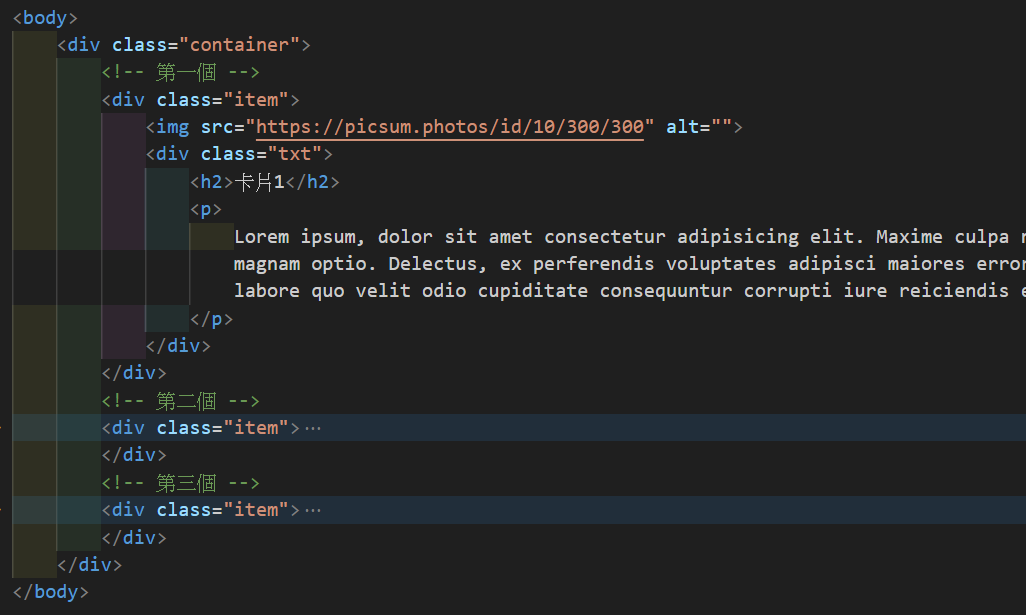 <body>
<div class="container">
<!-- 第一個 -->
<div class="item">
<img src="https://picsum.photos/id/10/300/300" alt="">
<div class="txt">
<h2>卡片1</h2>
<p>
Lorem ipsum, dolor sit amet consectetur adipisicing elit. Maxime culpa
magnam optio. Delectus, ex perferendis voluptates adipisci maiores error
labore quo velit odio cupiditate consequuntur corrupti iure reiciendis
</p>
</div>
</div>
<!-- 第二個 -->
<div class="item">···
</div>
<!-- 第三個 -->
<div class="item">···
</div>
</div>
</body>